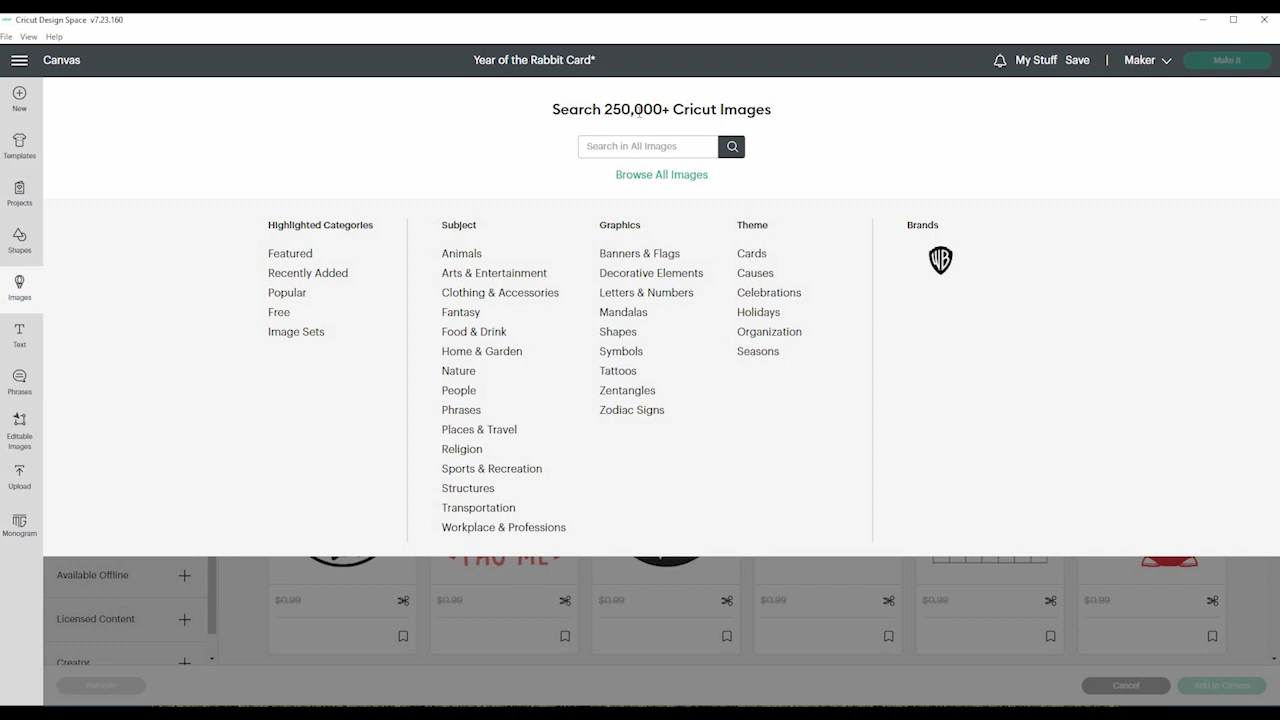 Cricut Design Space v7.23.160
File View Help
Canvas
Year of the Rabbit Card*
My Stuff Save | Maker Make It
New
Templates
Projects
Shapes
Images
Text
Phrases
Editable
Images
Upload
Monogram
Search 250,000+ Cricut Images
Search in All Images
Browse All Images
Highlighted Categories
Featured
Recently Added
Popular
Free
Image Sets
Subject
Animals
Arts & Entertainment
Clothing & Accessories
Fantasy
Food & Drink
Home & Garden
Nature
People
Phrases
Places & Travel
Religion
Sports & Recreation
Structures
Transportation
Workplace & Professions
Graphics
Banners & Flags
Decorative Elements
Letters & Numbers
Mandalas
Shapes
Symbols
Tattoos
Zentangles
Zodiac Signs
Theme
Cards
Causes
Celebrations
Holidays
Organization
Seasons
Brands
WB
Available Offline
Licensed Content
Creator
$0.99 $0.99 $0.99 $0.99 $0.99 $0.99
Cancel Add to Canvas